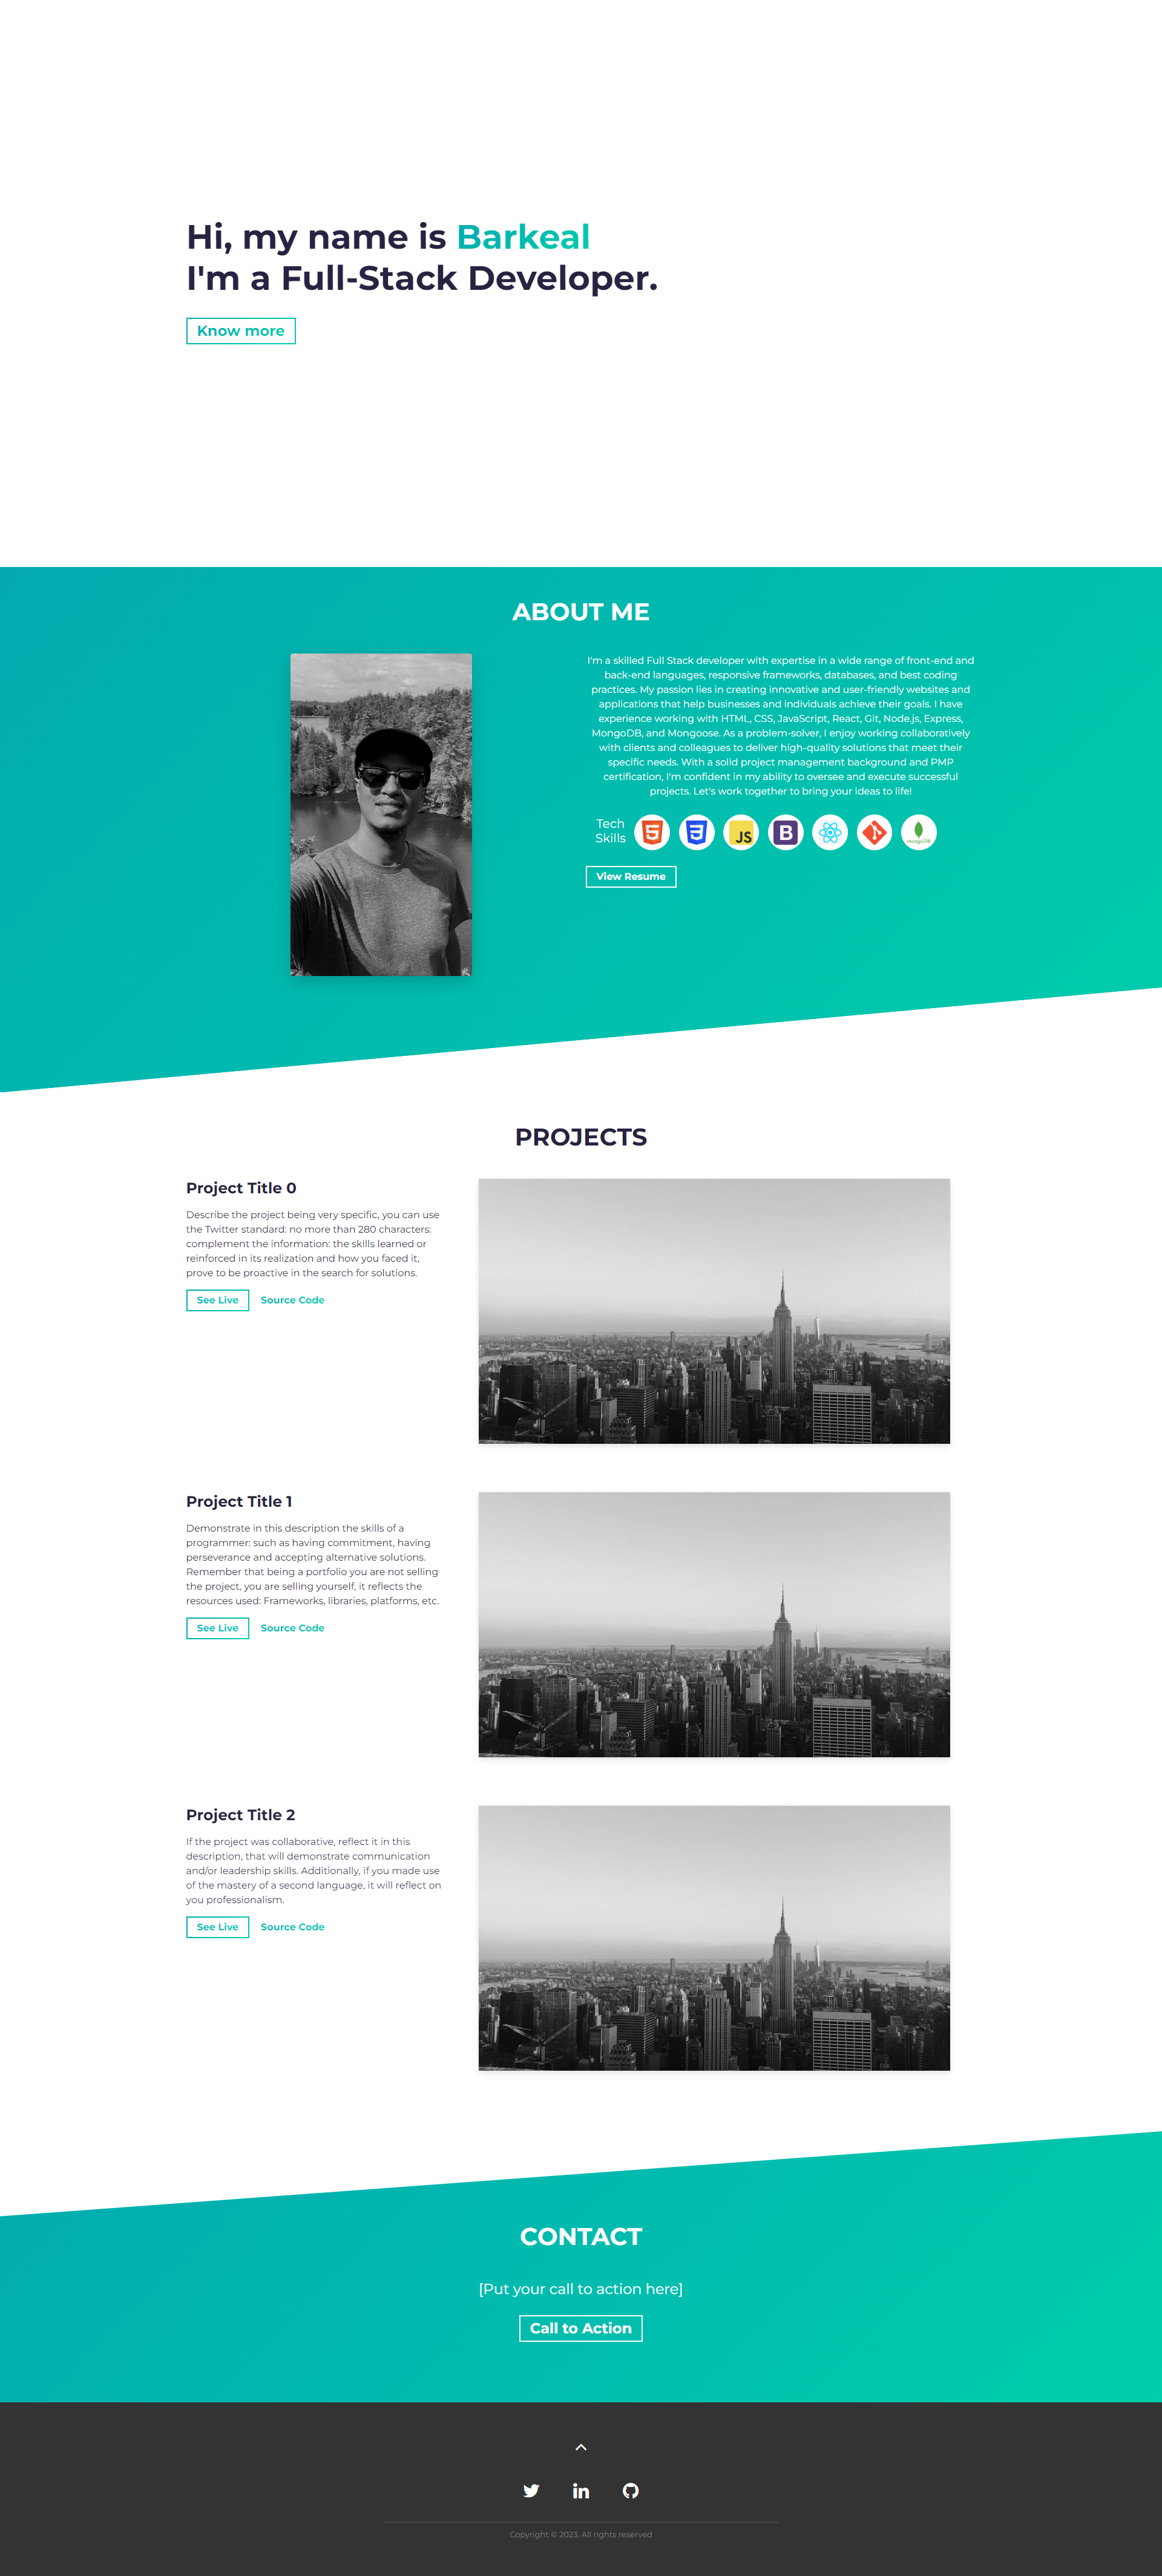 Hi, my name is Barkeal
I'm a Full-Stack Developer.
Know more
ABOUT ME
I'm a skilled Full Stack developer with expertise in a wide range of front-end and
back-end languages, responsive frameworks, databases, and best coding
practices. My passion lies in creating innovative and user-friendly websites and
applications that help businesses and individuals achieve their goals. I have
experience working with HTML, CSS, JavaScript, React, Git, Node.js, Express,
MongoDB, and Mongoose. As a problem-solver, I enjoy working collaboratively
with clients and colleagues to deliver high-quality solutions that meet their
specific needs. With a solid project management background and PMP
certification, I'm confident in my ability to oversee and execute successful
projects. Let's work together to bring your ideas to life!
Tech
Skills
5
3
JS
B
mongoDB
View Resume
PROJECTS
Project Title 0
Describe the project being very specific, you can use
the Twitter standard: no more than 280 characters:
complement the information: the skills learned or
reinforced in its realization and how you faced it,
prove to be proactive in the search for solutions.
See Live Source Code
Project Title 1
Demonstrate in this description the skills of a
programmer: such as having commitment, having
perseverance and accepting alternative solutions.
Remember that being a portfolio you are not selling
the project, you are selling yourself, it reflects the
resources used: Frameworks, libraries, platforms, etc.
See Live Source Code
Project Title 2
If the project was collaborative, reflect it in this
description, that will demonstrate communication
and/or leadership skills. Additionally, if you made use
of the mastery of a second language, it will reflect on
you professionalism.
See Live Source Code
CONTACT
[Put your call to action here]
Call to Action
in
Copyright © 2023. All rights reserved